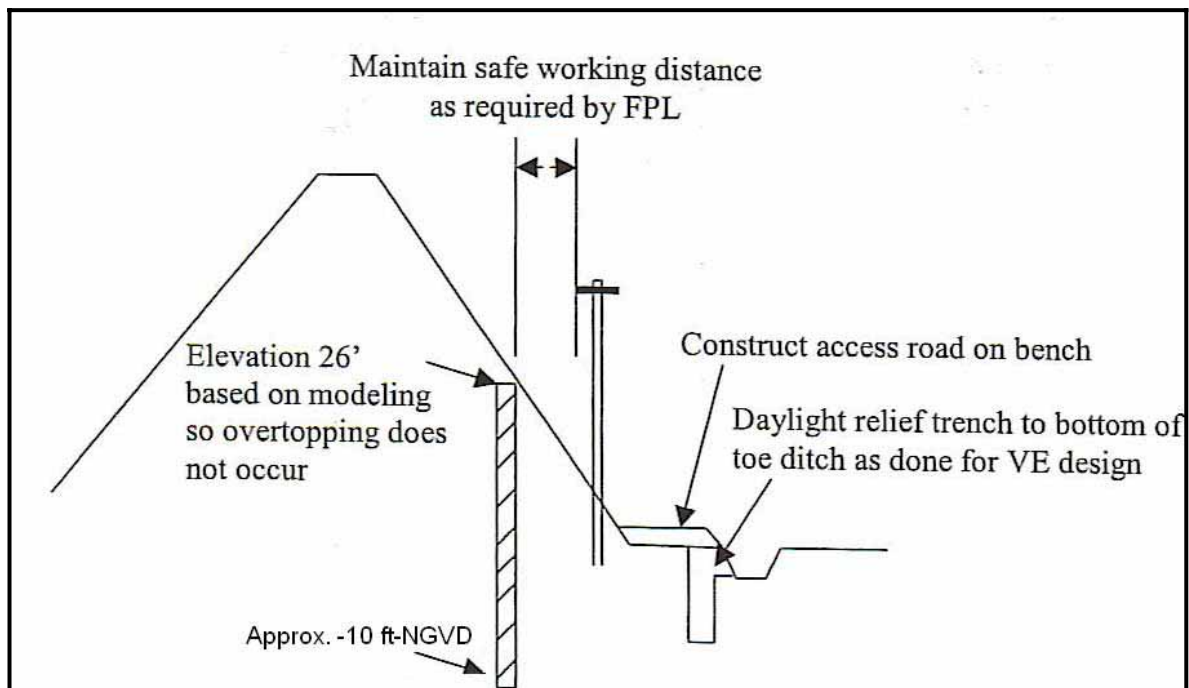 Maintain safe working distance
as required by FPL
Elevation 26’
based on modeling
so overtopping does
not occur
Construct access road on bench
Daylight relief trench to bottom of
toe ditch as done for VE design
Approx. -10 ft-NGVD